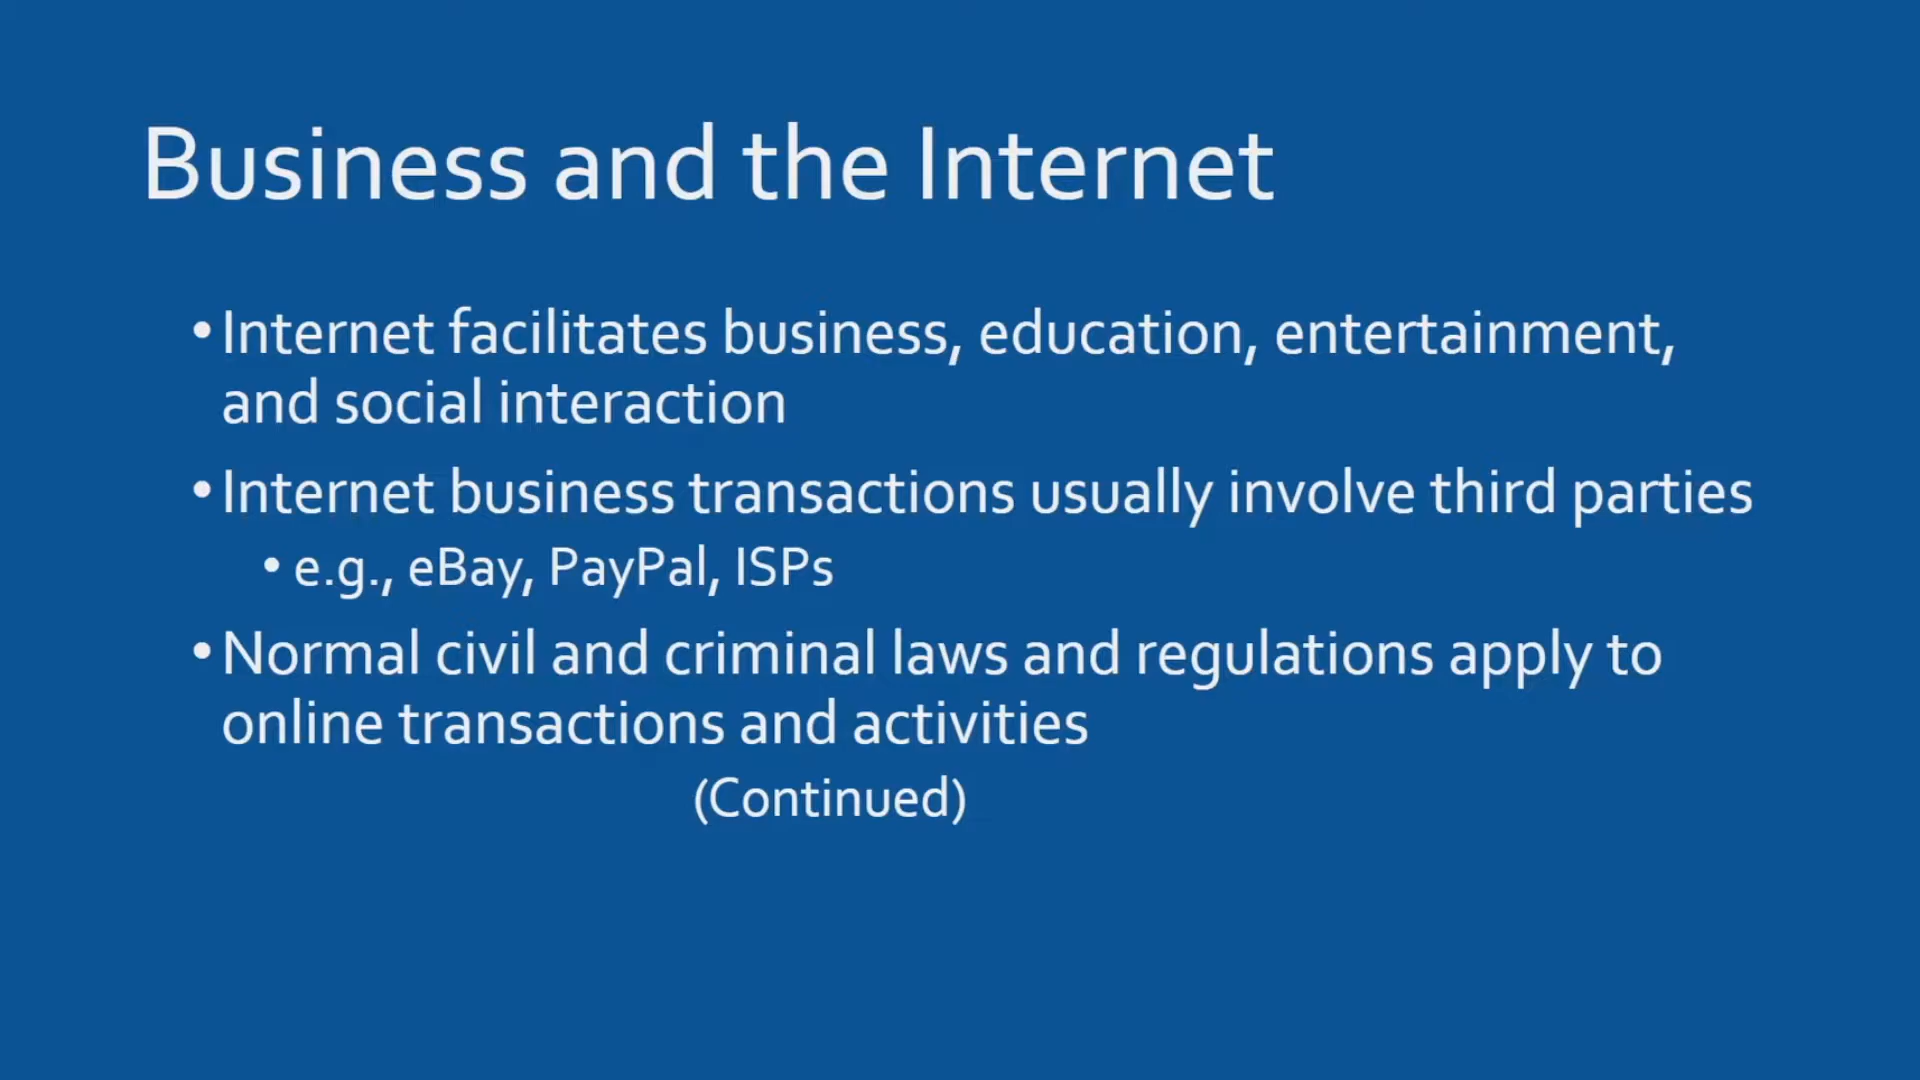 Business and the Internet
•Internet facilitates business, education, entertainment,
and social interaction
•Internet business transactions usually involve third parties
•e.g., eBay, PayPal, ISPs
•Normal civil and criminal laws and regulations apply to
online transactions and activities
(Continued)